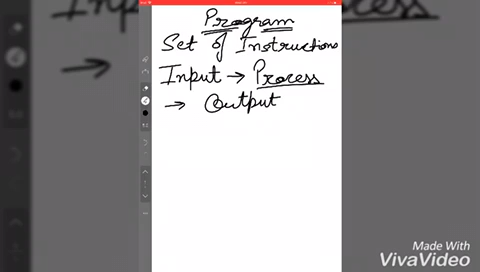 Program
Set of Instructions
Input → Process
→ Output
Made With
VivaVideo